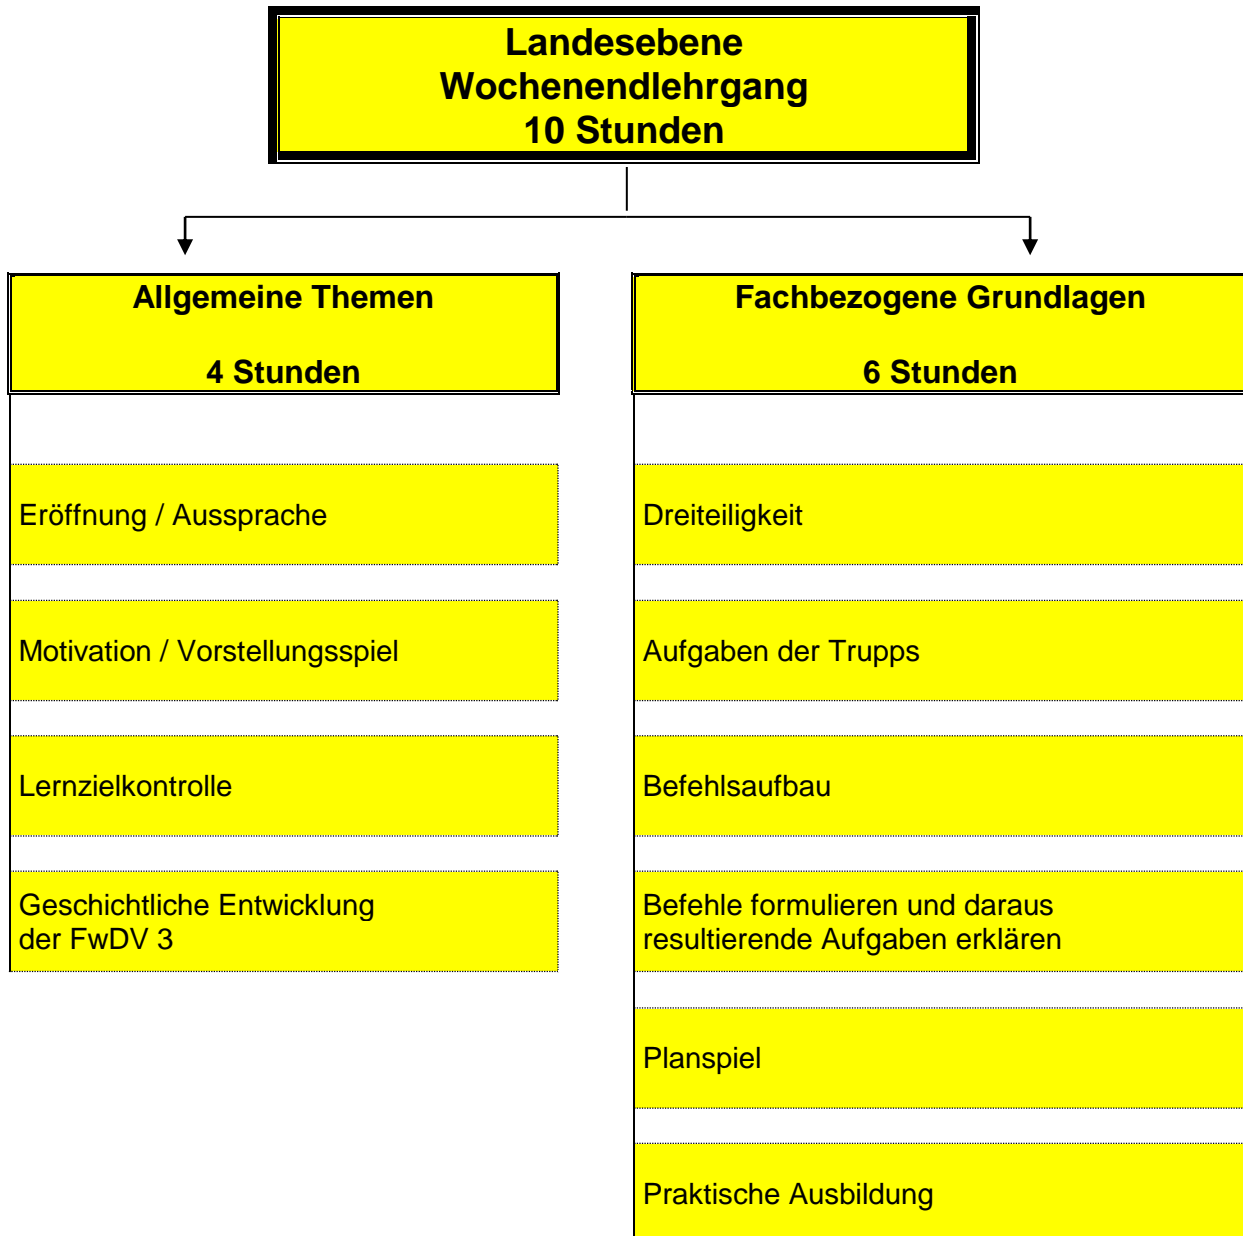 Landesebene
Wochenendlehrgang
10 Stunden
Allgemeine Themen
4 Stunden
Eröffnung / Aussprache
Motivation / Vorstellungsspiel
Lernzielkontrolle
Geschichtliche Entwicklung
der FwDV 3
Fachbezogene Grundlagen
6 Stunden
Dreiteiligkeit
Aufgaben der Trupps
Befehlsaufbau
Befehle formulieren und daraus
resultierende Aufgaben erklären
Planspiel
Praktische Ausbildung